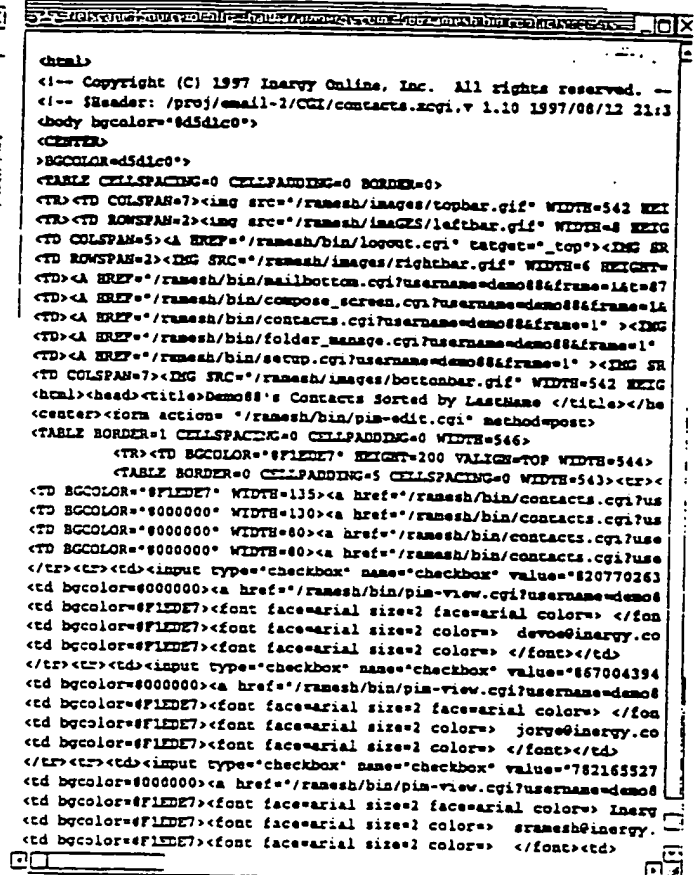 <html>
<!-- Copyright (C) 1997 Inergy Online, Inc.  All rights reserved. --
<!-- $Header: /proj/email-2/CGI/contacts.xcgi,v 1.10 1997/08/12 21:3
<body bgcolor="#d5d1c0">
<CENTER>
>BGCOLOR=d5d1c0">
<TABLE CELLSPACING=0 CELLPADDING=0 BORDER=0>
<TR><TD COLSPAN=7><img src="/ramesh/images/topbar.gif" WIDTH=542 HEI
<TR><TD ROWSPAN=2><img src="/ramesh/imaGES/leftbar.gif" WIDTH=8 HEIG
<TD COLSPAN=5><A HREF="/ramesh/bin/logout.cgi" tatget="_top"><IMG SR
<TD ROWSPAN=2><IMG SRC="/ramesh/images/rightbar.gif" WIDTH=6 HEIGHT=
<TD><A HREF="/ramesh/bin/mailbotton.cgi?username=demo88&frame=1&t=87
<TD><A HREF="/ramesh/bin/compose_screen.cgi?username=demo88&frame=1&
<TD><A HREF="/ramesh/bin/contacts.cgi?username=demo88&frame=1" ><IMG
<TD><A HREF="/ramesh/bin/folder_manage.cgi?username=demo88&frame=1"
<TD><A HREF="/ramesh/bin/setup.cgi?username=demo88&frame=1" ><IMG SR
<TD COLSPAN=7><IMG SRC="/ramesh/images/bottonbar.gif" WIDTH=542 HEIG
<html><head><title>Demo88's Contacts Sorted by LastName </title></he
<center><form action= "/ramesh/bin/pim-edit.cgi" method=post>
<TABLE BORDER=1 CELLSPACING=0 CELLPADDING=0 WIDTH=546>
<TR><TD BGCOLOR="#F1EDE7" HEIGHT=200 VALIGN=TOP WIDTH=544>
<TABLE BORDER=0 CELLPADDING=5 CELLSPACING=0 WIDTH=543><tr><
<TD BGCOLOR="#F1EDE7" WIDTH=135><a href="/ramesh/bin/contacts.cgi?us
<TD BGCOLOR="#000000" WIDTH=130><a href="/ramesh/bin/contacts.cgi?us
<TD BGCOLOR="#000000" WIDTH=80><a href="/ramesh/bin/contacts.cgi?use
<TD BGCOLOR="#000000" WIDTH=80><a href="/ramesh/bin/contacts.cgi?use
</tr><tr><td><input type="checkbox" name="checkbox" value="820770263
<td bgcolor=#000000><a href="/ramesh/bin/pim-view.cgi?username=demo8
<td bgcolor=#F1EDE7><font face=arial size=2 face=arial color=> </fon
<td bgcolor=#F1EDE7><font face=arial size=2 color=>  devoe@inergy.co
<td bgcolor=#F1EDE7><font face=arial size=2 color=> </font></td>
</tr><tr><td><input type="checkbox" name="checkbox" value="867004394
<td bgcolor=#000000><a href="/ramesh/bin/pim-view.cgi?username=demo8
<td bgcolor=#F1EDE7><font face=arial size=2 face=arial color=> </fon
<td bgcolor=#F1EDE7><font face=arial size=2 color=>  jorge@inergy.co
<td bgcolor=#F1EDE7><font face=arial size=2 color=> </font></td>
</tr><tr><td><input type="checkbox" name="checkbox" value="782165527
<td bgcolor=#000000><a href="/ramesh/bin/pim-view.cgi?username=demo8
<td bgcolor=#F1EDE7><font face=arial size=2 face=arial color=> Inerg
<td bgcolor=#F1EDE7><font face=arial size=2 color=>  sramesh@inergy.
<td bgcolor=#F1EDE7><font face=arial size=2 color=>  </font><td>